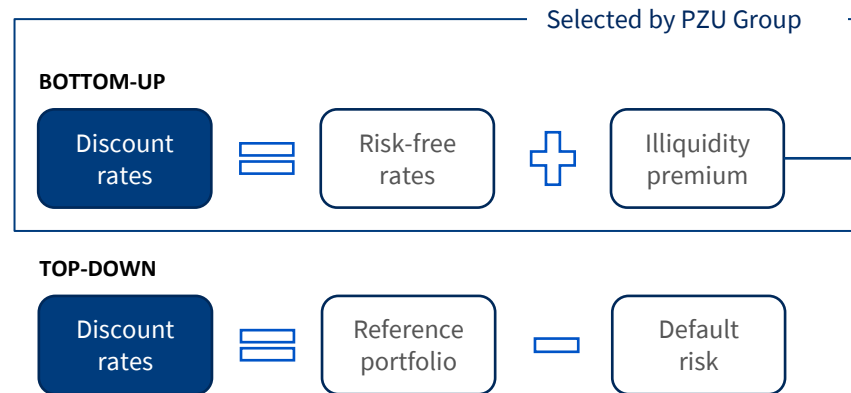 Selected by PZU Group
BOTTOM-UP
Discount
rates
Risk-free
rates
Illiquidity
premium
TOP-DOWN
Discount
rates
Reference
portfolio
Default
risk